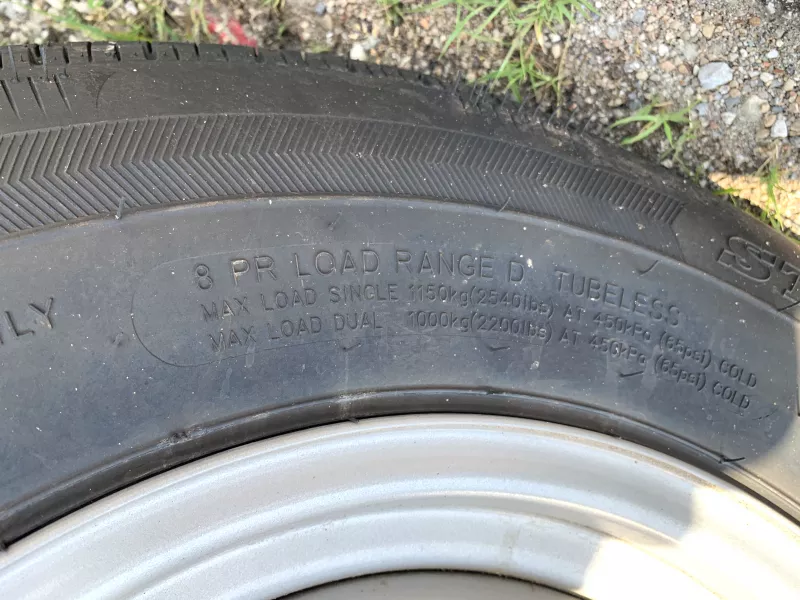 8 PR LOAD RANGE D TUBELESS
MAX LOAD SINGLE 1150kg(2540lbs) AT 450kPa (65psi) COLD
MAX LOAD DUAL 1000kg(2200lbs) AT 450kPa (65psi) COLD
ST